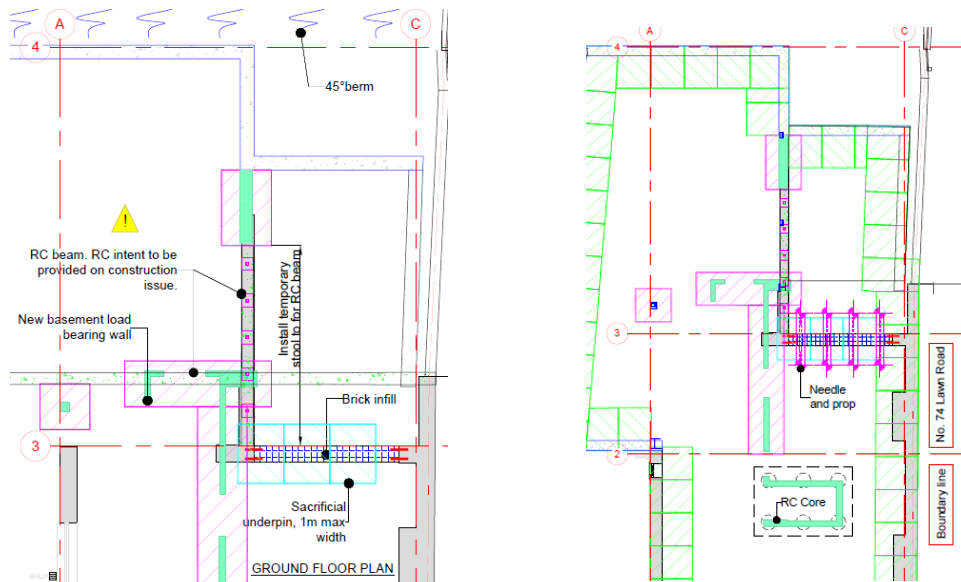 A
C
4
45°berm
!
RC beam. RC intent to be
provided on construction
issue.
Install temporary
stool to for RC beam
New basement load
bearing wall
Brick infill
3
Sacrificial
underpin, 1m max
width
GROUND FLOOR PLAN
A
C
4
3
Needle
and prop
No. 74 Lawn Road
2
RC Core
Boundary line